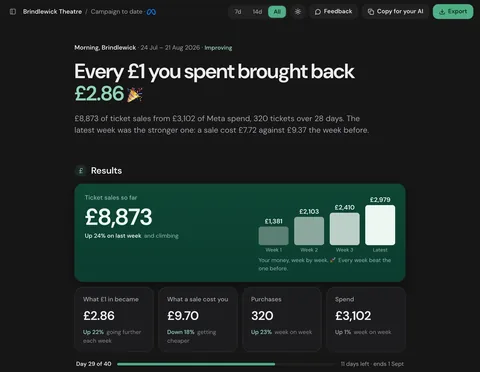 Brindlewick Theatre / Campaign to date
7d 14d All Feedback Copy for your AI Export
Morning, Brindlewick · 24 Jul – 21 Aug 2026 · Improving
Every £1 you spent brought back
£2.86 🎉
£8,873 of ticket sales from £3,102 of Meta spend, 320 tickets over 28 days. The
latest week was the stronger one: a sale cost £7.72 against £9.37 the week before.
£ Results
Ticket sales so far
£8,873
Up 24% on last week and climbing
£1,381 £2,103 £2,410 £2,979
Week 1 Week 2 Week 3 Latest
Your money, week by week. 🚀 Every week beat the
one before.
What £1 in became
£2.86
Up 22% going further
each week
What a sale cost you
£9.70
Down 18% getting
cheaper
Purchases
320
Up 23% week on week
Spend
£3,102
Up 1% week on week
Day 29 of 40
11 days left · ends 1 Sept